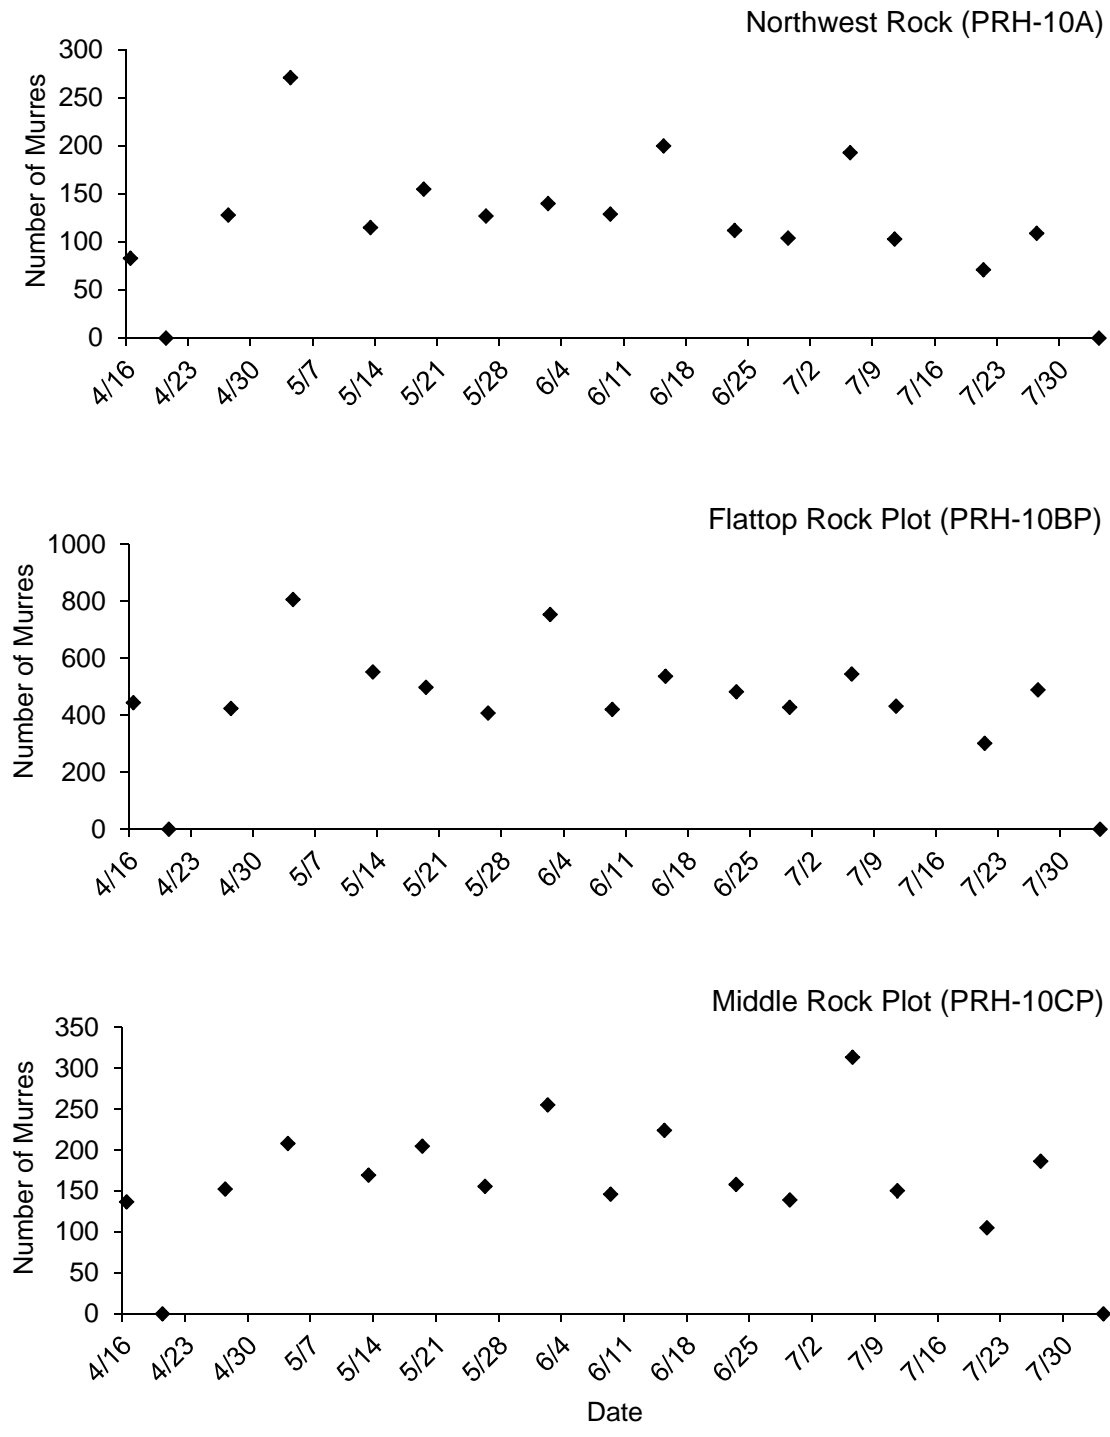 Northwest Rock (PRH-10A)
Number of Murres
300
250
200
150
100
50
0
4/16 4/23 4/30 5/7 5/14 5/21 5/28 6/4 6/11 6/18 6/25 7/2 7/9 7/16 7/23 7/30
Flattop Rock Plot (PRH-10BP)
Number of Murres
1000
800
600
400
200
0
4/16 4/23 4/30 5/7 5/14 5/21 5/28 6/4 6/11 6/18 6/25 7/2 7/9 7/16 7/23 7/30
Middle Rock Plot (PRH-10CP)
Number of Murres
350
300
250
200
150
100
50
0
4/16 4/23 4/30 5/7 5/14 5/21 5/28 6/4 6/11 6/18 6/25 7/2 7/9 7/16 7/23 7/30
Date